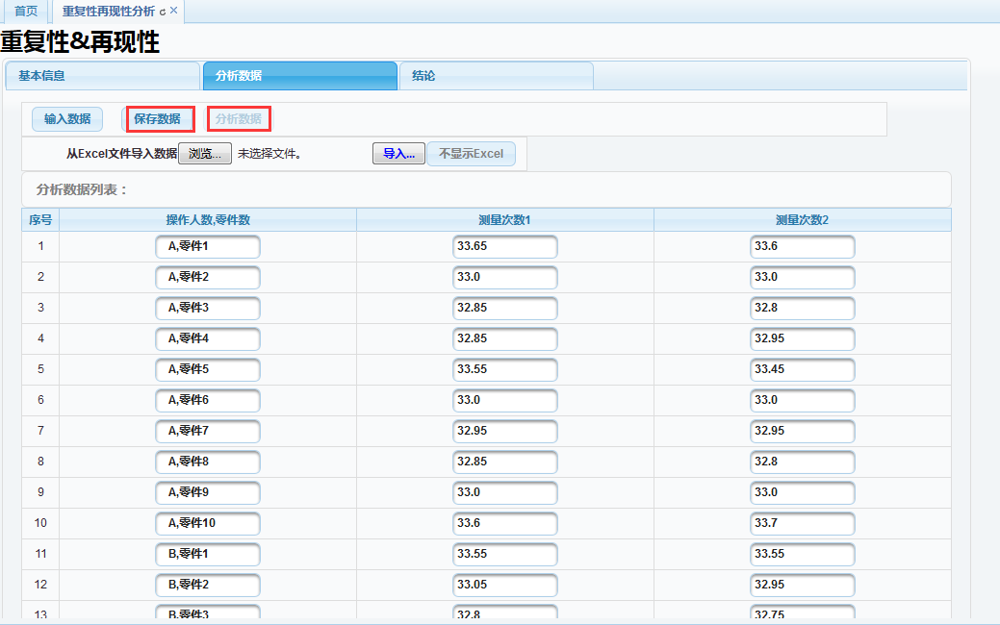 首页 重复性再现性分析
重复性&再现性
基本信息 分析数据 结论
输入数据 保存数据 分析数据
从Excel文件导入数据 浏览... 未选择文件。 导入... 不显示Excel
分析数据列表：
序号 操作人数,零件数 测量次数1 测量次数2
1 A,零件1 33.65 33.6
2 A,零件2 33.0 33.0
3 A,零件3 32.85 32.8
4 A,零件4 32.85 32.95
5 A,零件5 33.55 33.45
6 A,零件6 33.0 33.0
7 A,零件7 32.95 32.95
8 A,零件8 32.85 32.8
9 A,零件9 33.0 33.0
10 A,零件10 33.6 33.7
11 B,零件1 33.55 33.55
12 B,零件2 33.05 32.95
13 B,零件3 32.8 32.75